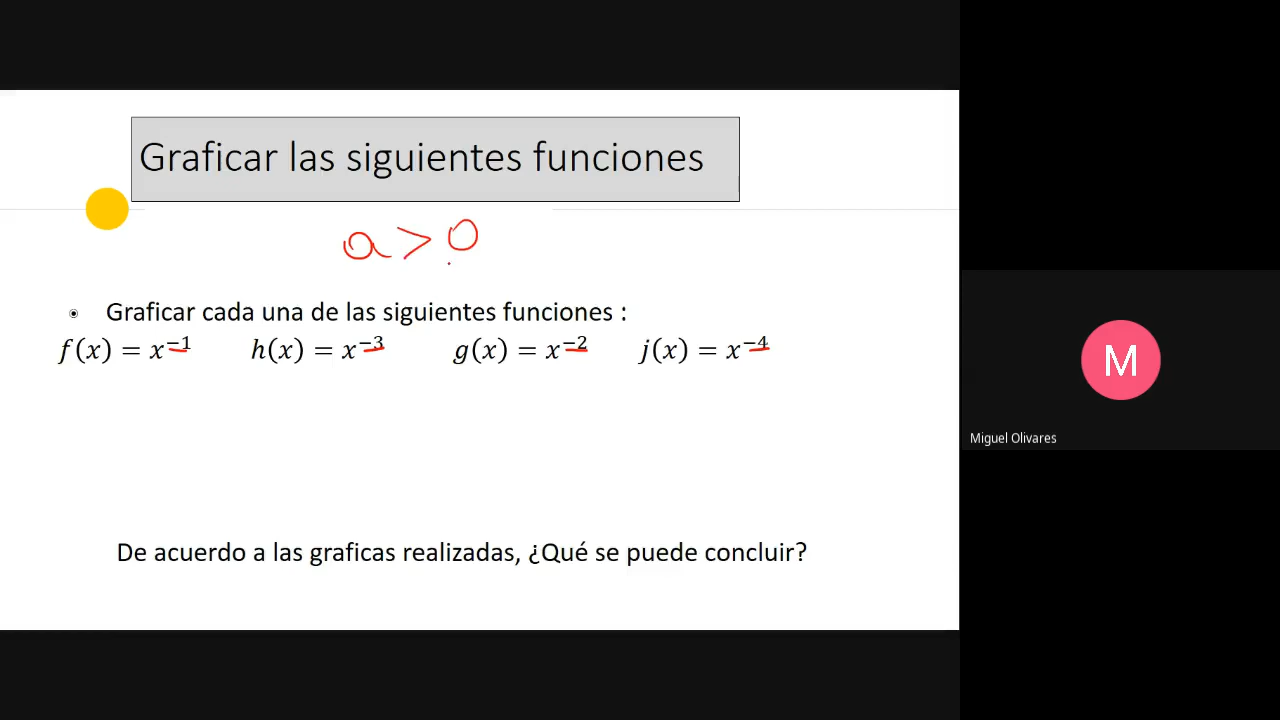 Graficar las siguientes funciones
a > 0
Graficar cada una de las siguientes funciones :
f(x) = x⁻¹ h(x) = x⁻³ g(x) = x⁻² j(x) = x⁻⁴
De acuerdo a las graficas realizadas, ¿Qué se puede concluir?
M
Miguel Olivares